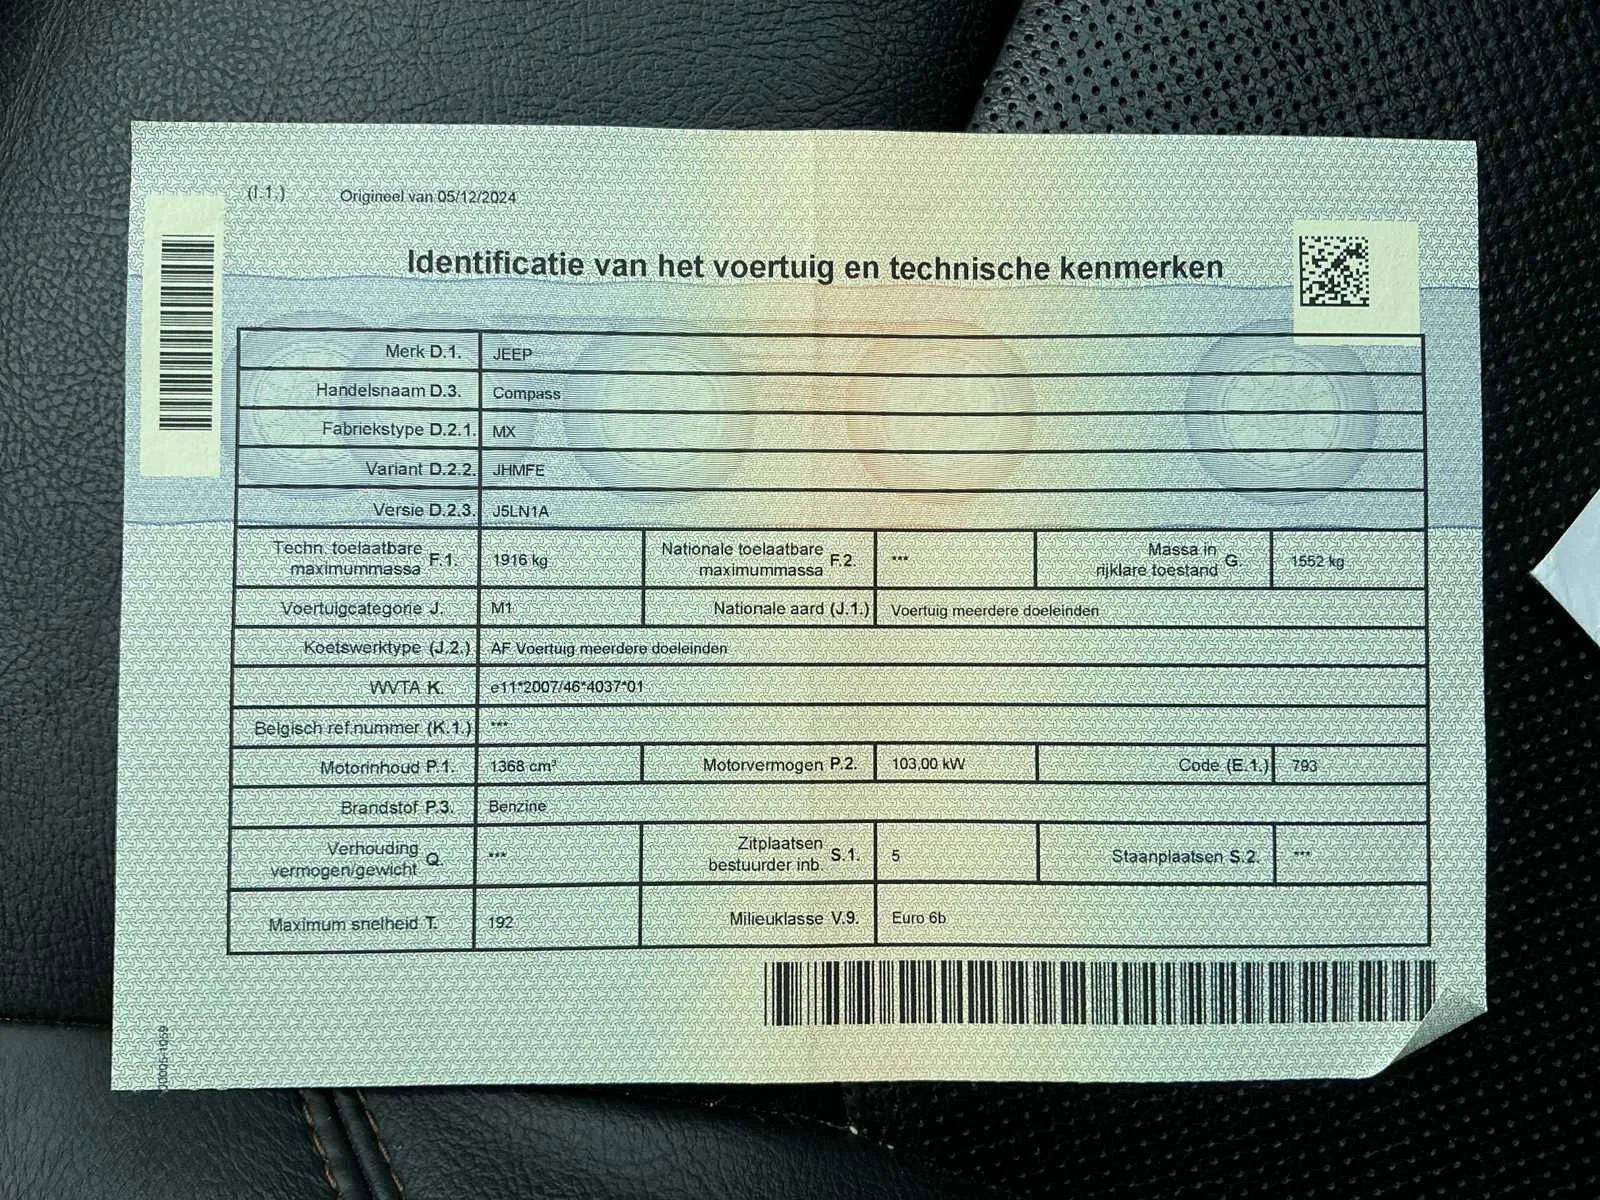 (I.1.) Origineel van 05/12/2024
Identificatie van het voertuig en technische kenmerken
Merk D.1. JEEP
Handelsnaam D.3. Compass
Fabriekstype D.2.1. MX
Variant D.2.2. JHMFE
Versie D.2.3. J5LN1A
Techn. toelaatbare maximummassa F.1. 1916 kg Nationale toelaatbare maximummassa F.2. *** Massa in rijklare toestand G. 1552 kg
Voertuigcategorie J. M1 Nationale aard (J.1.) Voertuig meerdere doeleinden
Koetswerktype (J.2.) AF Voertuig meerdere doeleinden
WVTA K. e11*2007/46*4037*01
Belgisch ref.nummer (K.1.) ***
Motorinhoud P.1. 1368 cm³ Motorvermogen P.2. 103,00 kW Code (E.1.) 793
Brandstof P.3. Benzine
Verhouding vermogen/gewicht Q. *** Zitplaatsen bestuurder inb. S.1. 5 Staanplaatsen S.2. ***
Maximum snelheid T. 192 Milieuklasse V.9. Euro 6b